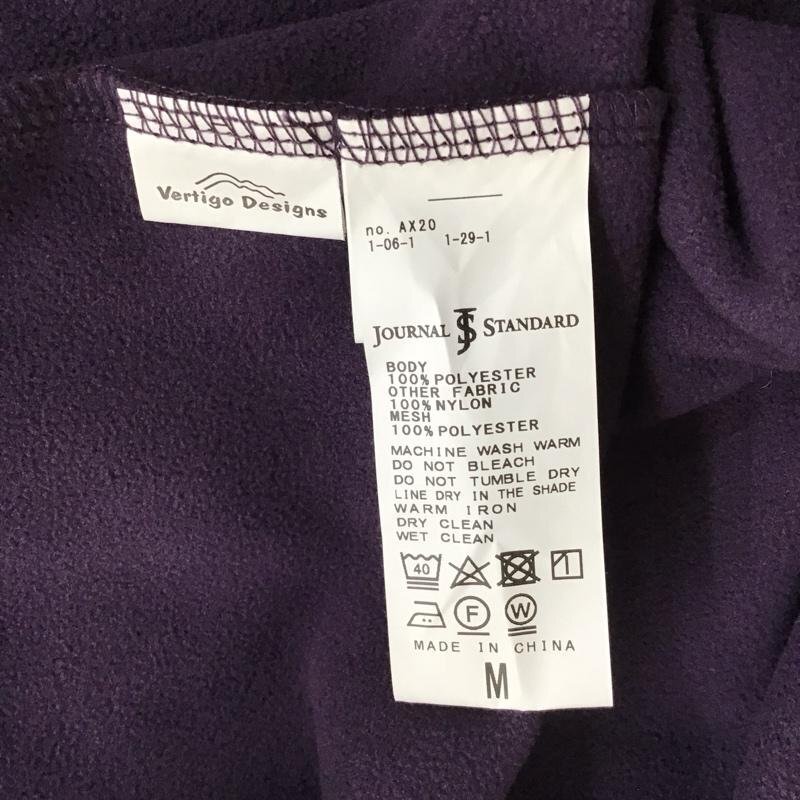 Vertigo Designs
no. AX20
1-06-1 1-29-1
JOURNAL JS STANDARD
BODY
100% POLYESTER
OTHER FABRIC
100% NYLON
MESH
100% POLYESTER
MACHINE WASH WARM
DO NOT BLEACH
DO NOT TUMBLE DRY
LINE DRY IN THE SHADE
WARM IRON
DRY CLEAN
WET CLEAN
40
F W
MADE IN CHINA
M